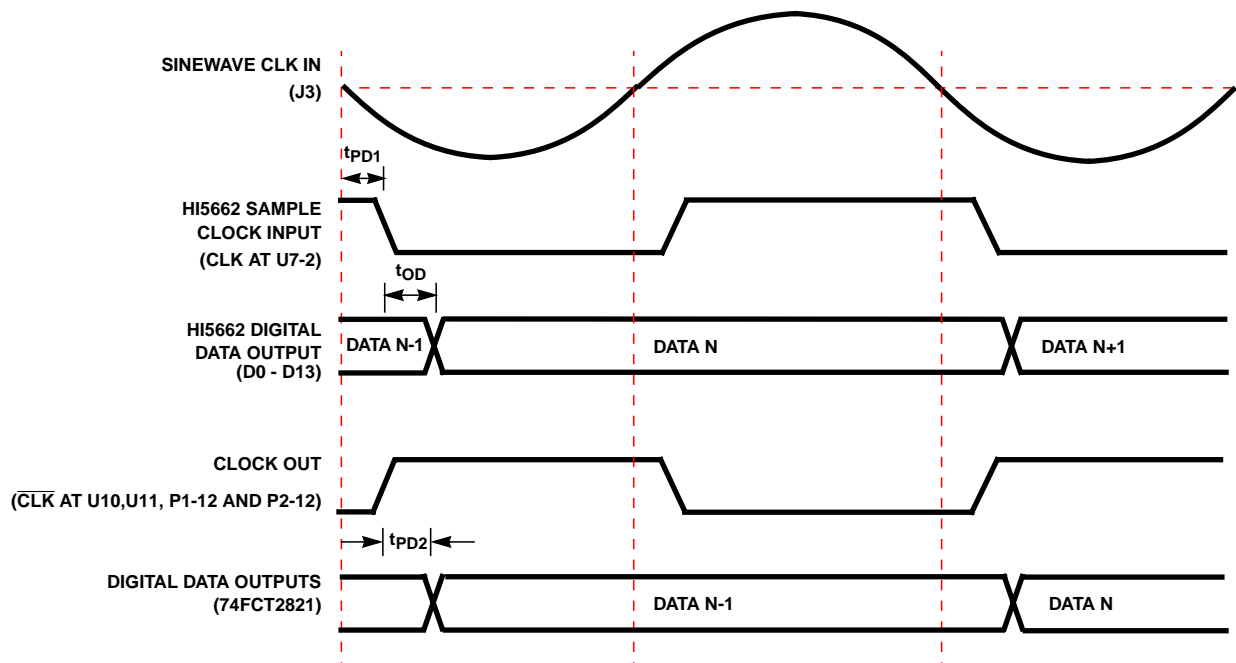 SINEWAVE CLK IN
(J3)
tPD1
HI5662 SAMPLE
CLOCK INPUT
(CLK AT U7-2)
tOD
HI5662 DIGITAL
DATA OUTPUT
(D0 - D13)
DATA N-1
DATA N
DATA N+1
CLOCK OUT
(C̅L̅K̅ AT U10,U11, P1-12 AND P2-12)
tPD2
DIGITAL DATA OUTPUTS
(74FCT2821)
DATA N-1
DATA N